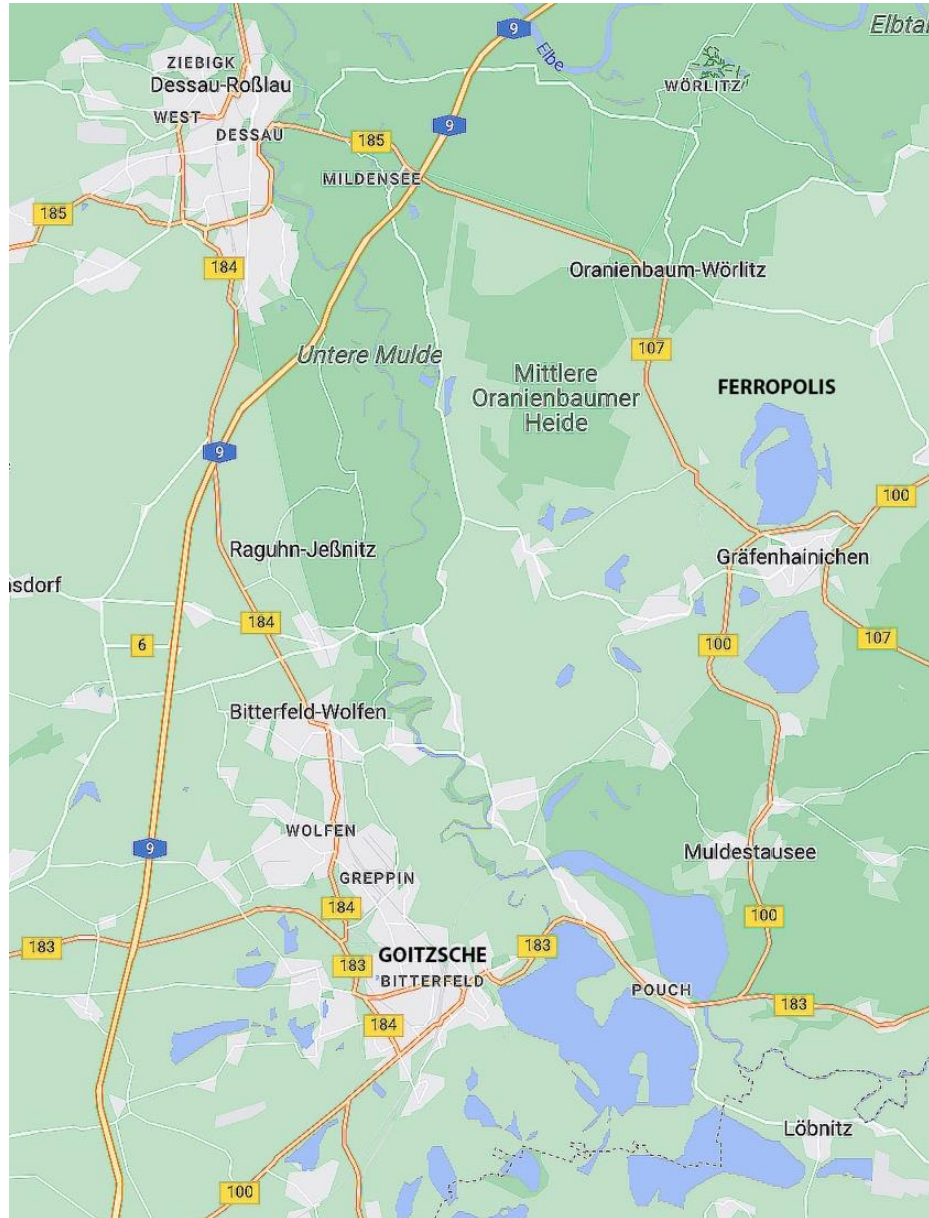 9
Elbe
Elbtal
ZIEBIGK
Dessau-Roßlau
WÖRLITZ
WEST
DESSAU
9
185
MILDENSEE
185
184
Oranienbaum-Wörlitz
107
Untere Mulde
Mittlere
Oranienbaumer
Heide
FERROPOLIS
9
100
Raguhn-Jeßnitz
Gräfenhainichen
nsdorf
184
6
100
107
Bitterfeld-Wolfen
WOLFEN
9
Muldestausee
GREPPIN
184
100
183
GOITZSCHE
183
183
BITTERFELD
POUCH
183
184
Löbnitz
100